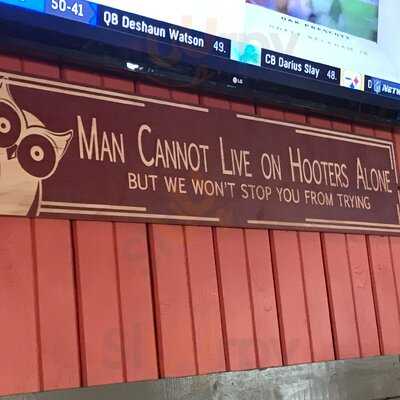 50-41 QB Deshaun Watson 49. CB Darius Slay 48.
LG
MAN CANNOT LIVE ON HOOTERS ALONE
BUT WE WON'T STOP YOU FROM TRYING